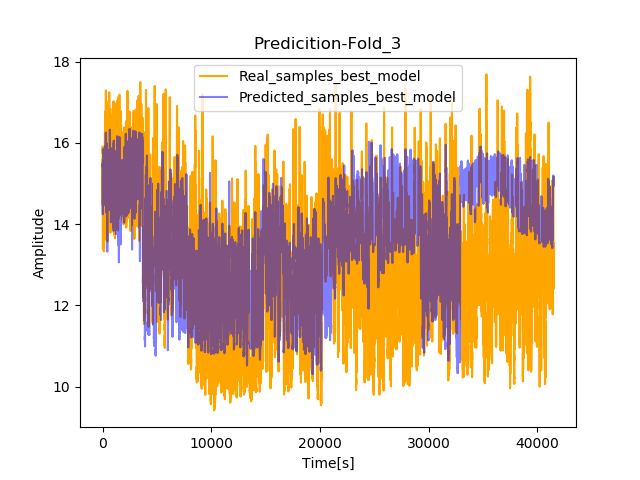 Predicition-Fold_3
Real_samples_best_model
Predicted_samples_best_model
Amplitude
18
16
14
12
10
0
10000
20000
30000
40000
Time[s]